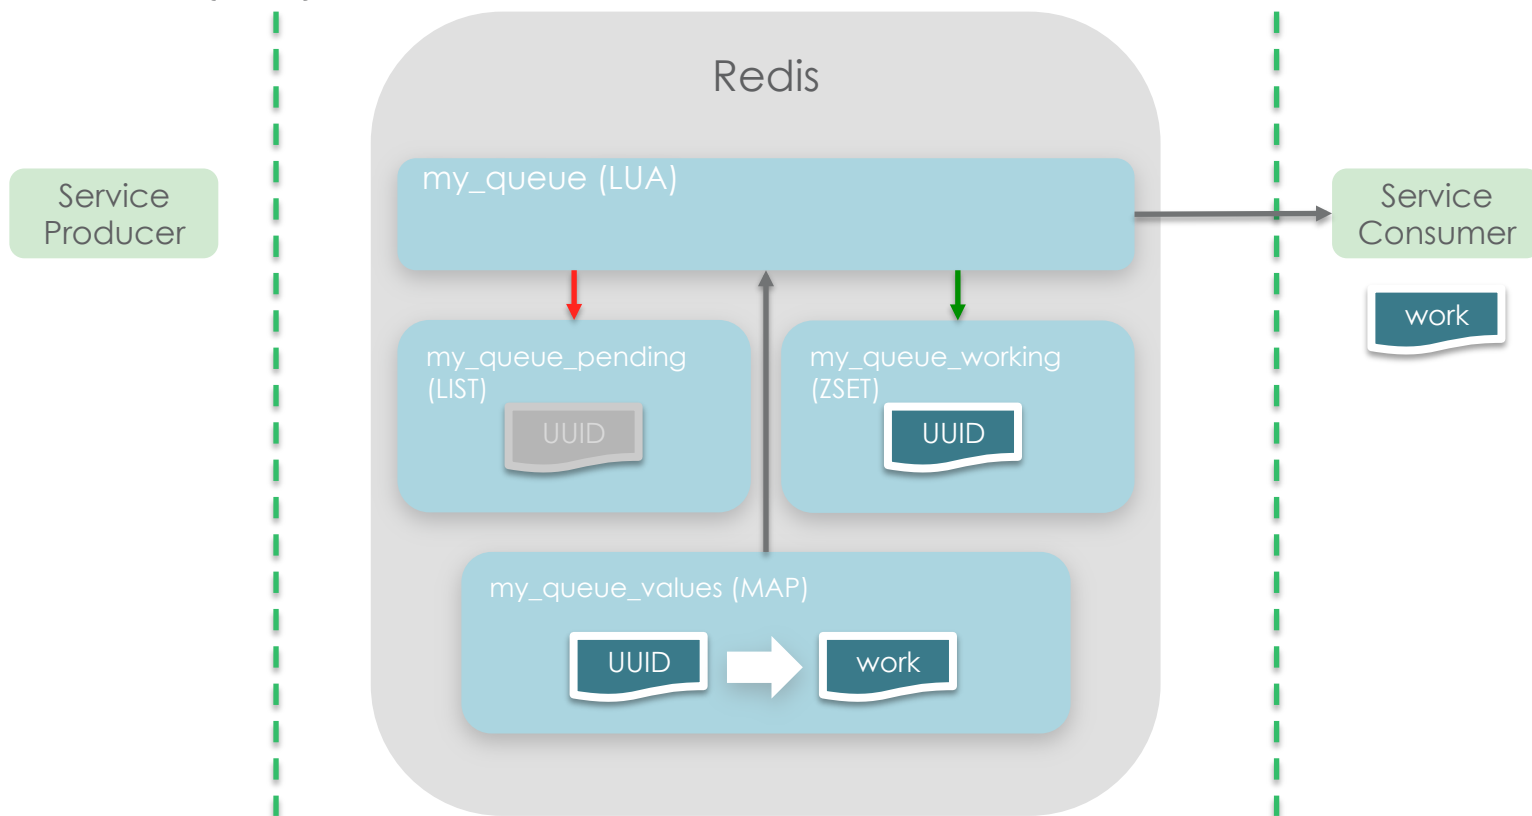 Redis
my_queue (LUA)
Service
Producer
Service
Consumer
work
my_queue_pending
(LIST)
UUID
my_queue_working
(ZSET)
UUID
my_queue_values (MAP)
UUID
work